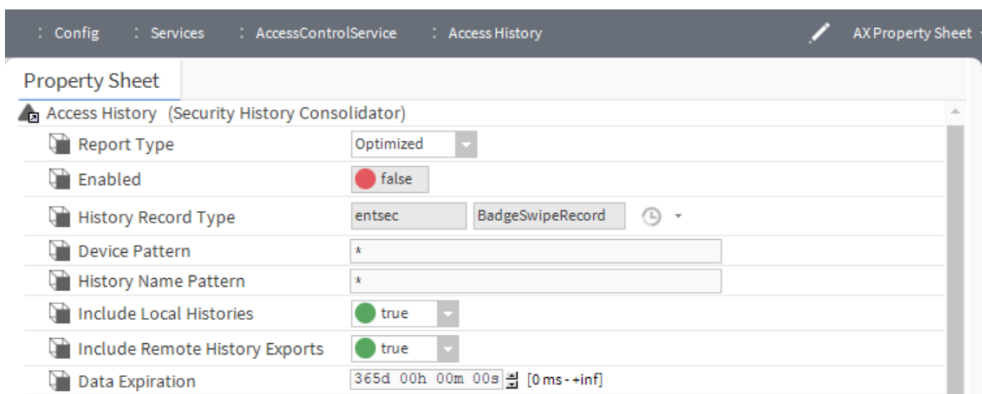 : Config : Services : AccessControlService : Access History AX Property Sheet
Property Sheet
Access History (Security History Consolidator)
Report Type Optimized
Enabled false
History Record Type entsec BadgeSwipeRecord
Device Pattern *
History Name Pattern *
Include Local Histories true
Include Remote History Exports true
Data Expiration 365d 00h 00m 00s [0 ms - +inf]